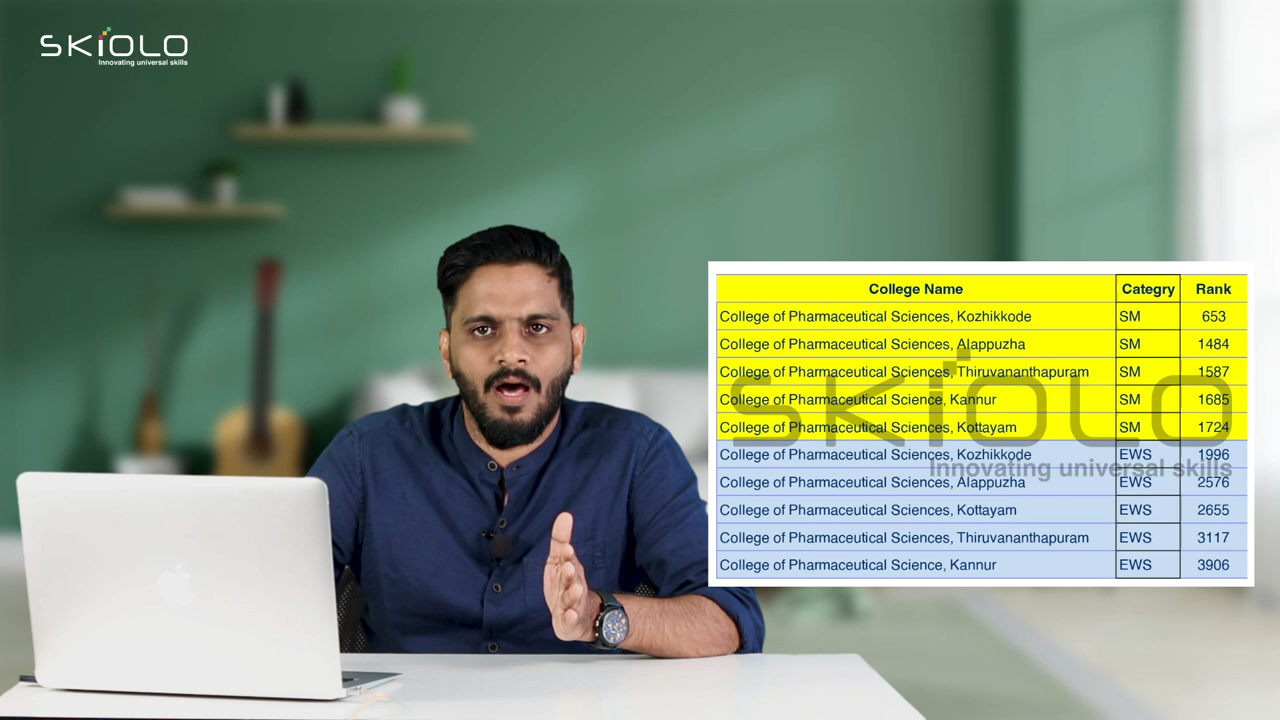 SKiOLO
Innovating universal skills
College Name Categry Rank
College of Pharmaceutical Sciences, Kozhikkode SM 653
College of Pharmaceutical Sciences, Alappuzha SM 1484
College of Pharmaceutical Sciences, Thiruvananthapuram SM 1587
College of Pharmaceutical Science, Kannur SM 1685
College of Pharmaceutical Sciences, Kottayam SM 1724
College of Pharmaceutical Sciences, Kozhikkode EWS 1996
College of Pharmaceutical Sciences, Alappuzha EWS 2576
College of Pharmaceutical Sciences, Kottayam EWS 2655
College of Pharmaceutical Sciences, Thiruvananthapuram EWS 3117
College of Pharmaceutical Science, Kannur EWS 3906
SKiOLO
Innovating universal skills